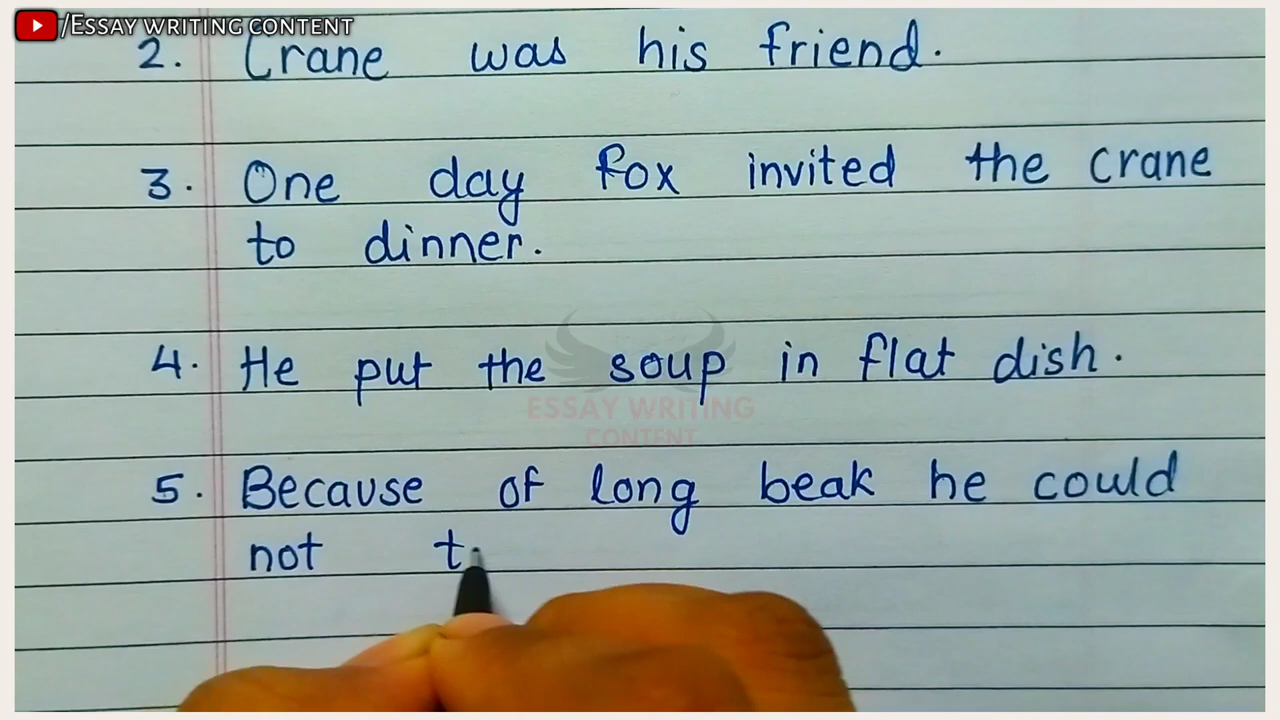 /ESSAY WRITING CONTENT
2. Crane was his friend.
3. One day fox invited the crane
to dinner.
4. He put the soup in flat dish.
ESSAY WRITING
CONTENT
5. Because of long beak he could
not t